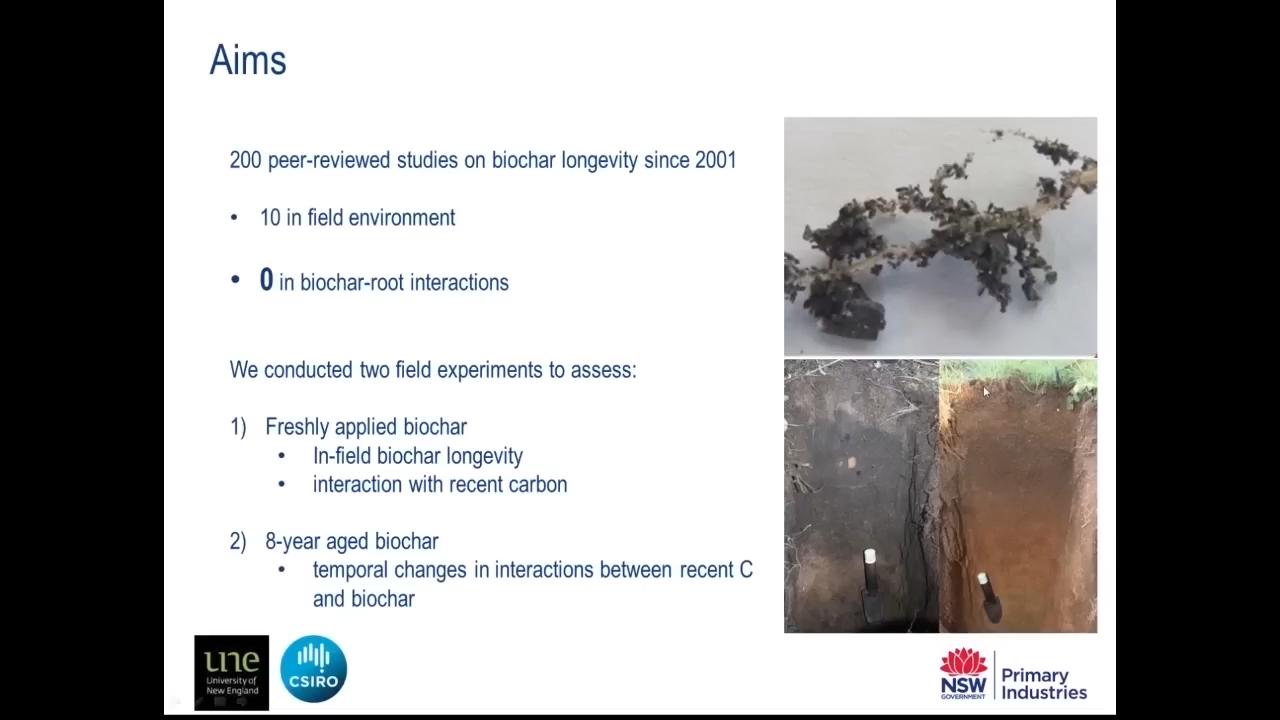 Aims
200 peer-reviewed studies on biochar longevity since 2001
• 10 in field environment
• 0 in biochar-root interactions
We conducted two field experiments to assess:
1) Freshly applied biochar
• In-field biochar longevity
• interaction with recent carbon
2) 8-year aged biochar
• temporal changes in interactions between recent C
and biochar
une
University of
New England
CSIRO
NSW
GOVERNMENT
Primary
Industries